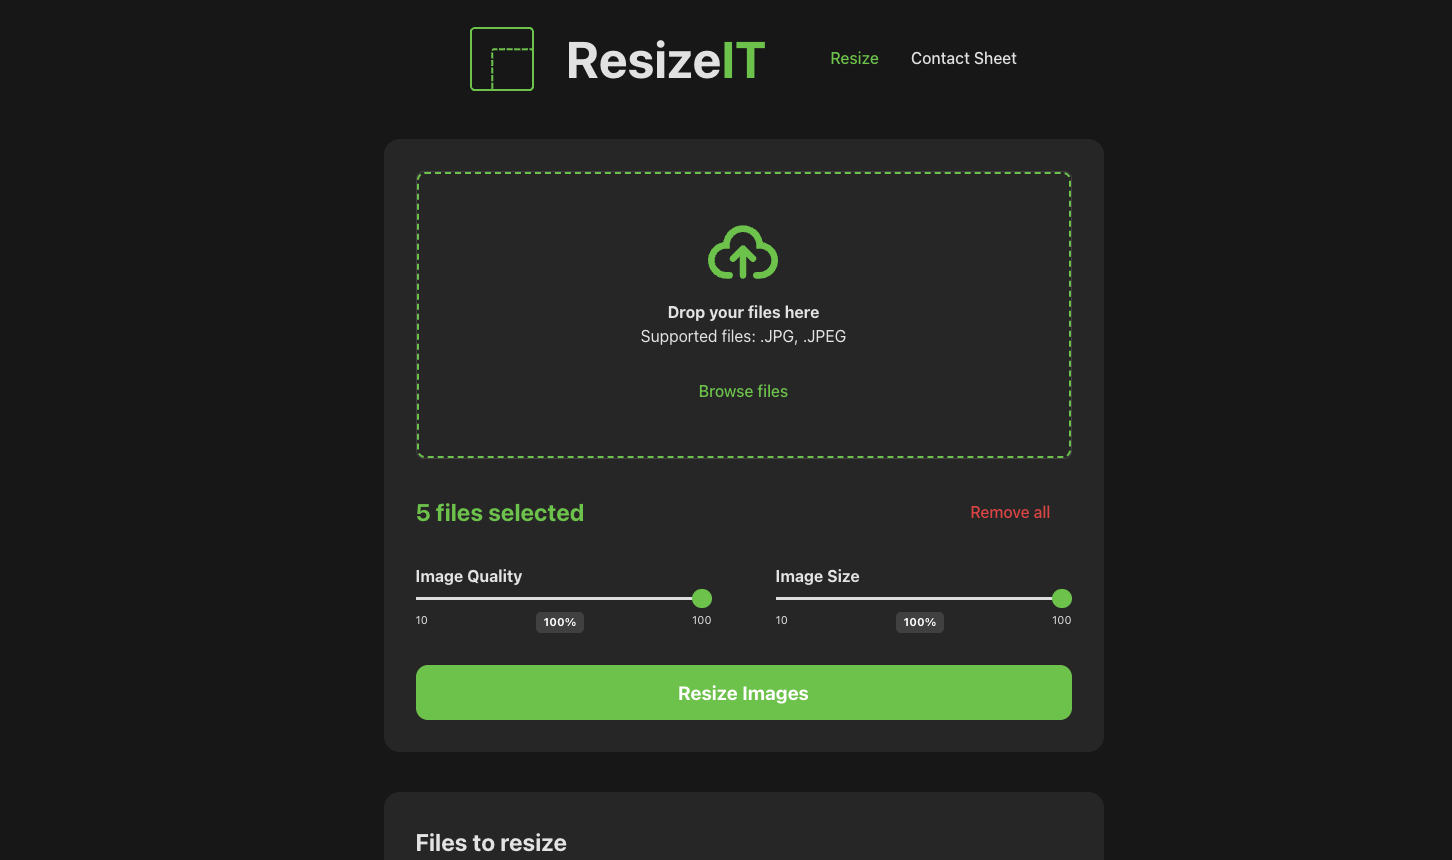 ResizeIT
Resize
Contact Sheet
Drop your files here
Supported files: .JPG, .JPEG
Browse files
5 files selected
Remove all
Image Quality
10
100%
100
Image Size
10
100%
100
Resize Images
Files to resize